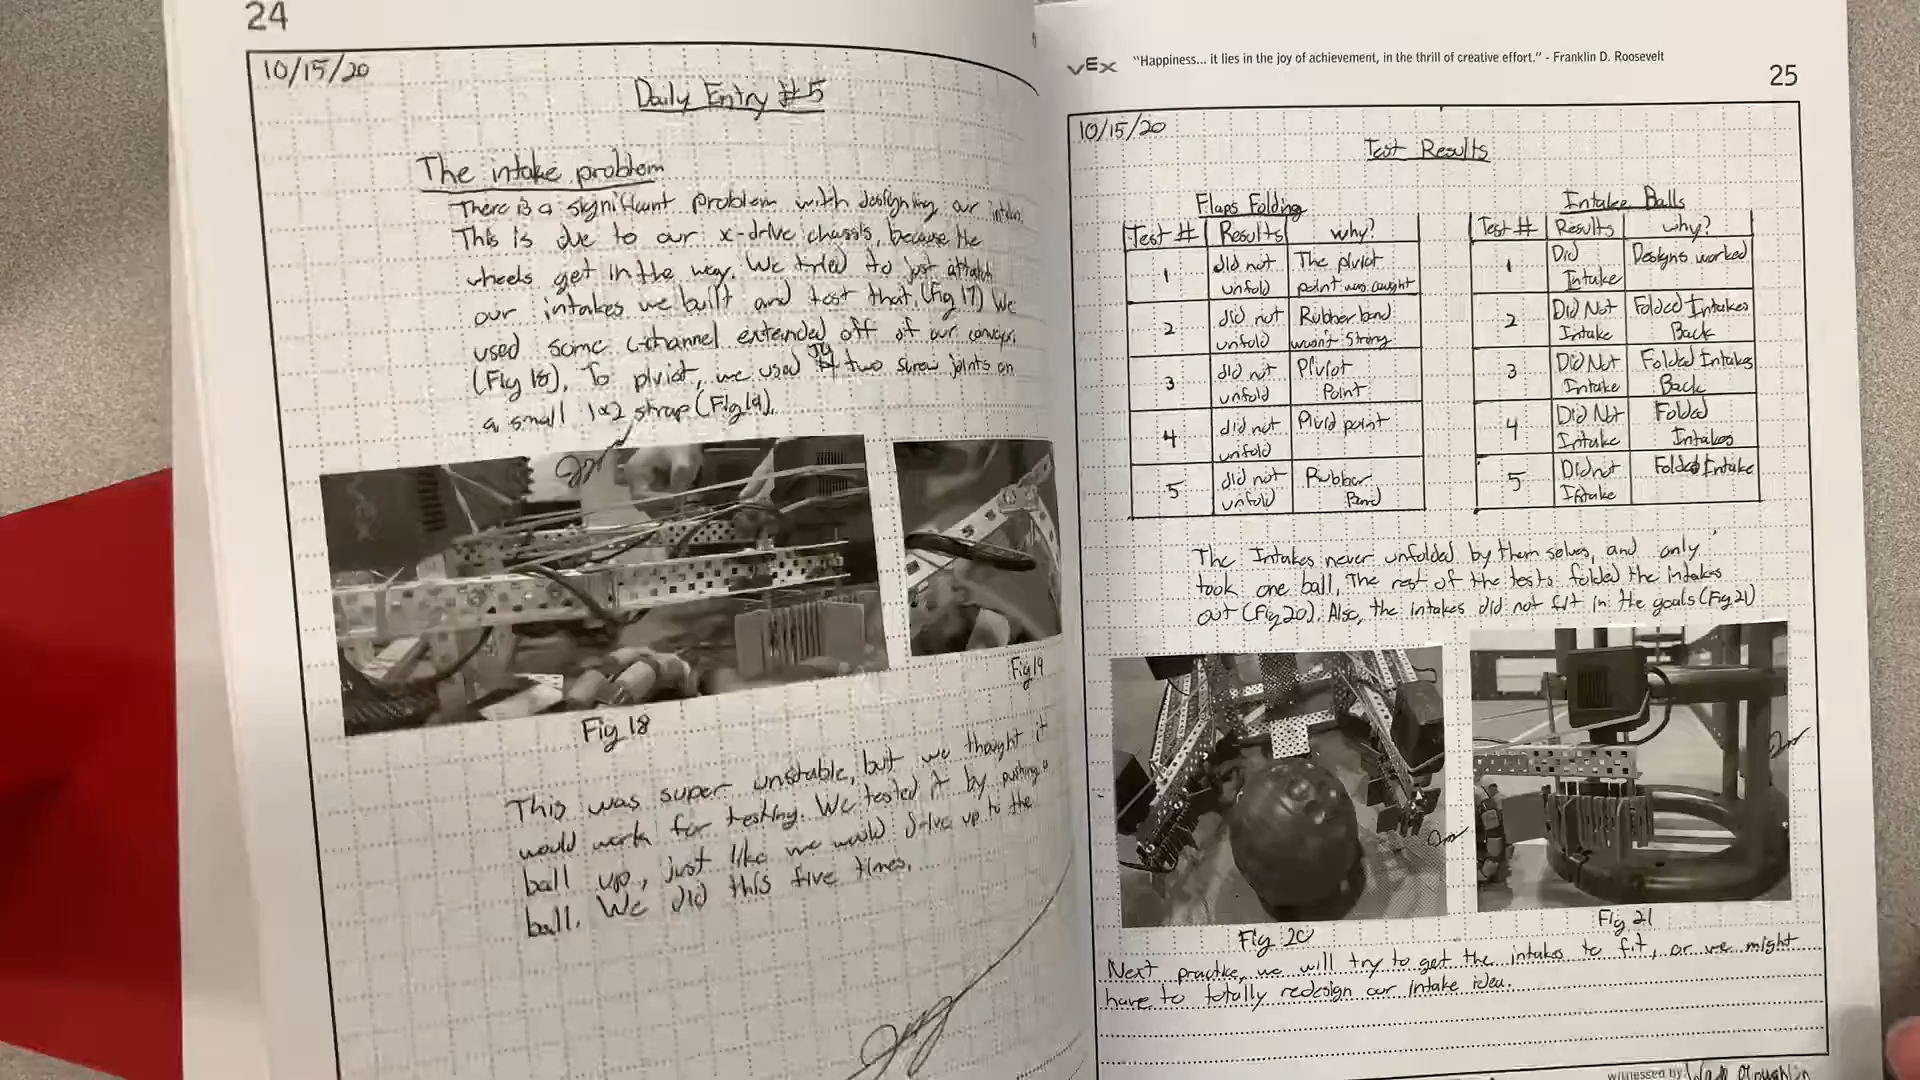 24
10/15/20
Daily Entry #5
The intake problem
There is a significant problem with designing our
This is due to our x-drive chassis, because the
wheels get in the way. We tried to just attatch
our intakes we built and test that. (Fig 17) We
used some c-channel extended off of our
(Fig 18). To piviot, we used two screw joints on
a small 1x2 strap (Fig 19).
Fig 19
Fig 18
This was super unstable, but we thought it
would work for testing. We tested it by pushing a
ball up, just like we would drive up to the
ball. We did this five times.
VEX "Happiness... it lies in the joy of achievement, in the thrill of creative effort." - Franklin D. Roosevelt
25
10/15/20
Test Results
Flaps Folding
Test # Results why?
1 did not unfold The piviot point was caught
2 did not unfold Rubber band wasn't strong
3 did not unfold Piviot Point
4 did not unfold point
5 did not unfold Rubber Band
Intake Balls
Test # Results why?
1 Did Intake Designs worked
2 Did Not Intake Folded Intakes Back
3 Did Not Intake Folded Intakes Back
4 Did Not Intake Folded Intakes
5 Did not Intake Folded Intake
The Intakes never unfolded by them selves, and only
took one ball. The rest of the tests folded the intakes
out (Fig 20). Also, the intakes did not fit in the goals (Fig 21)
Fig 20
Fig 21
Next practice, we will try to get the intakes to fit, or we might
have to totally redesign our intake idea.
witnessed by: